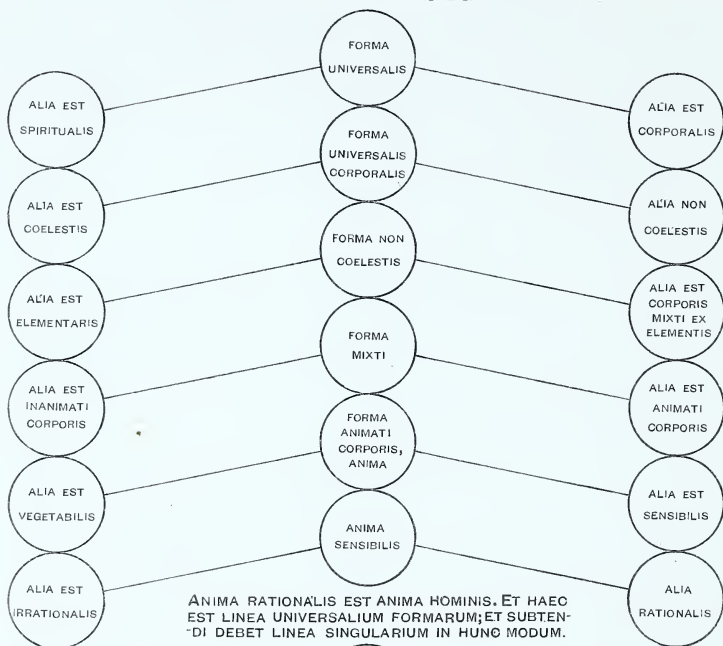 FORMA
UNIVERSALIS
ALIA EST
SPIRITUALIS
ALIA EST
CORPORALIS
FORMA
UNIVERSALIS
CORPORALIS
ALIA EST
COELESTIS
ALIA NON
COELESTIS
FORMA NON
COELESTIS
ALIA EST
ELEMENTARIS
ALIA EST
CORPORIS
MIXTI EX
ELEMENTIS
FORMA
MIXTI
ALIA EST
INANIMATI
CORPORIS
ALIA EST
ANIMATI
CORPORIS
FORMA
ANIMATI
CORPORIS,
ANIMA
ALIA EST
VEGETABILIS
ALIA EST
SENSIBILIS
ANIMA
SENSIBILIS
ALIA EST
IRRATIONALIS
ALIA
RATIONALIS
ANIMA RATIONALIS EST ANIMA HOMINIS. ET HAEC
EST LINEA UNIVERSALIUM FORMARUM; ET SUBTEN-
-DI DEBET LINEA SINGULARIUM IN HUNC MODUM.